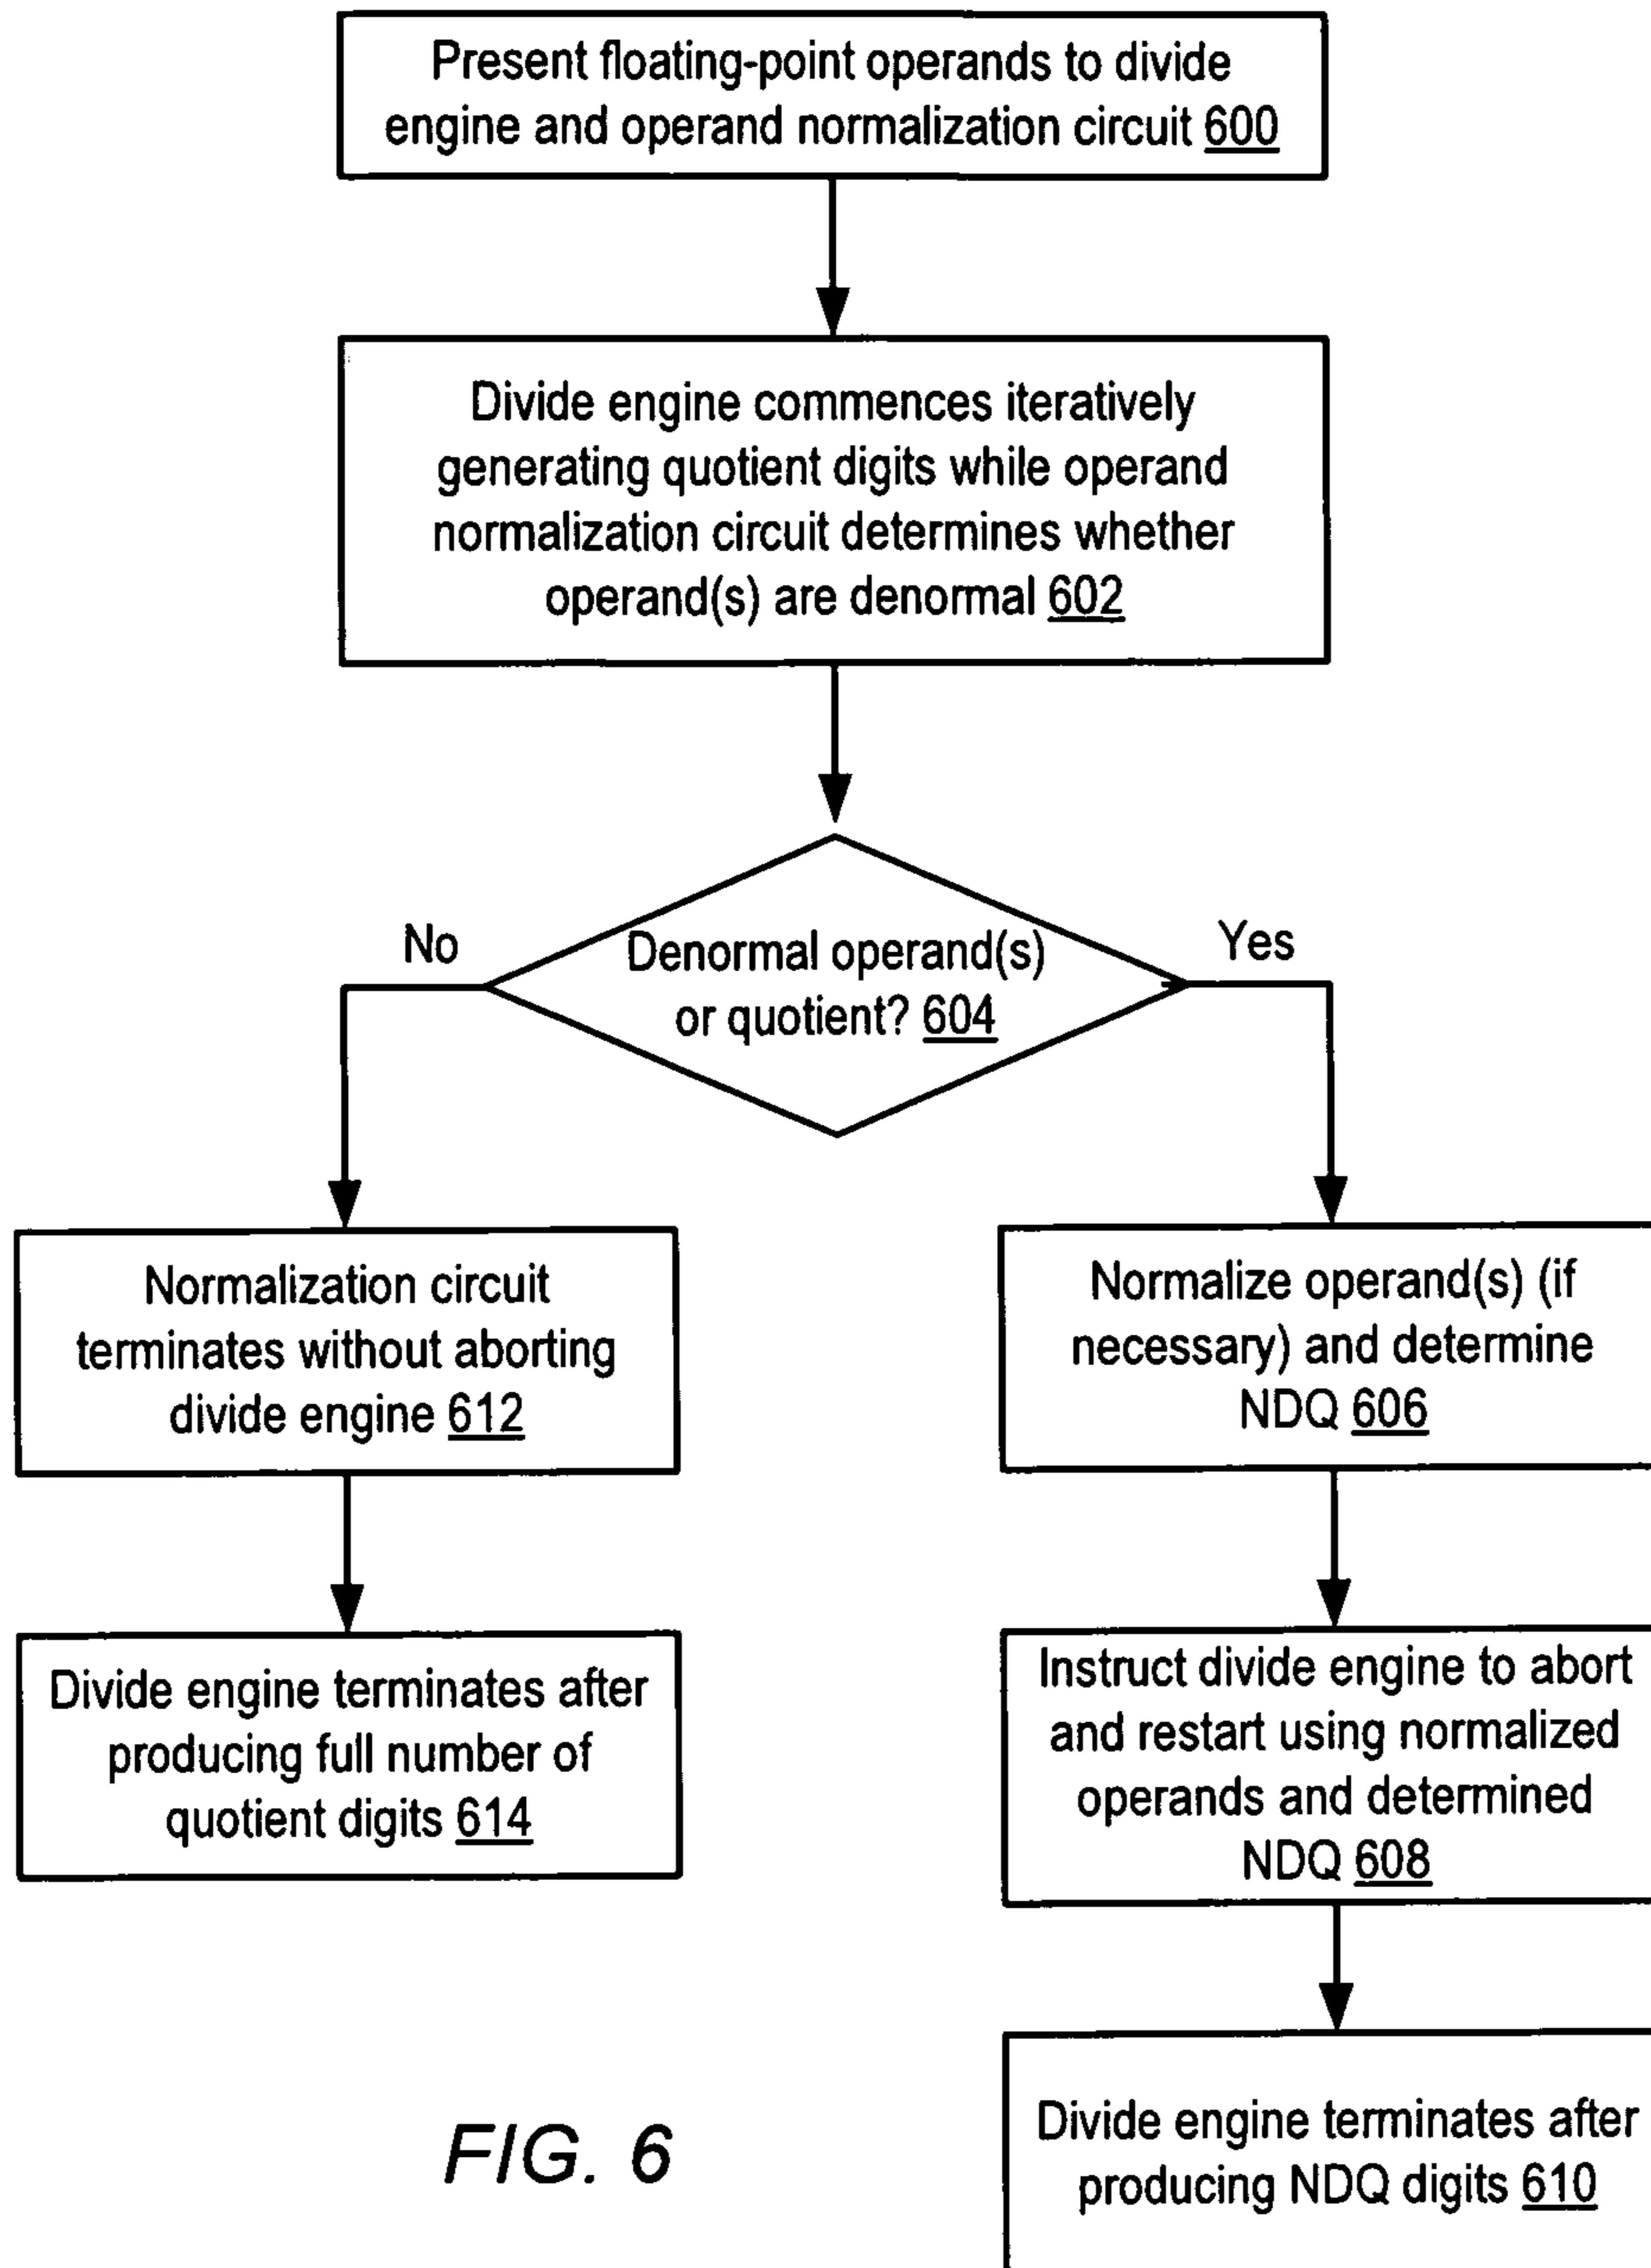 Present floating-point operands to divide
engine and operand normalization circuit 600
Divide engine commences iteratively
generating quotient digits while operand
normalization circuit determines whether
operand(s) are denormal 602
No
Denormal operand(s)
or quotient? 604
Yes
Normalization circuit
terminates without aborting
divide engine 612
Normalize operand(s) (if
necessary) and determine
NDQ 606
Divide engine terminates after
producing full number of
quotient digits 614
Instruct divide engine to abort
and restart using normalized
operands and determined
NDQ 608
Divide engine terminates after
producing NDQ digits 610
FIG. 6